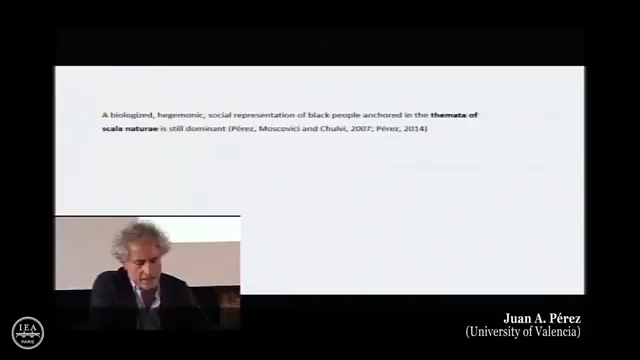 A biologized, hegemonic, social representation of black people anchored in the themata of
scala naturae is still dominant (Pérez, Moscovici and Chulvi, 2007; Pérez, 2014)
IEA
PARIS
Juan A. Pérez
(University of Valencia)